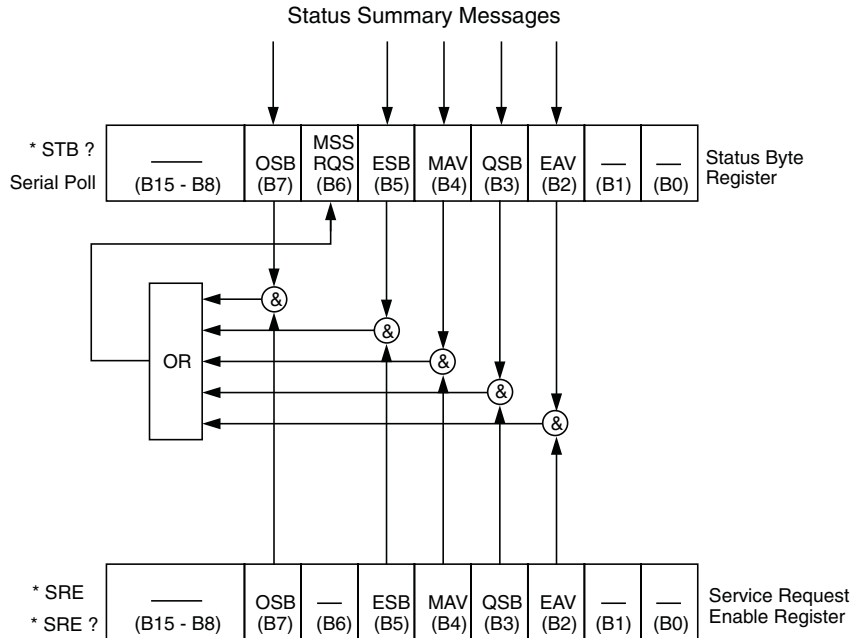 Status Summary Messages
* STB ?
Serial Poll
(B15 - B8)
OSB
(B7)
MSS
RQS
(B6)
ESB
(B5)
MAV
(B4)
QSB
(B3)
EAV
(B2)
—
(B1)
—
(B0)
Status Byte
Register
&
&
OR
&
&
&
* SRE
* SRE ?
(B15 - B8)
OSB
(B7)
—
(B6)
ESB
(B5)
MAV
(B4)
QSB
(B3)
EAV
(B2)
—
(B1)
—
(B0)
Service Request
Enable Register